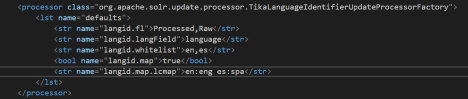 <processor class="org.apache.solr.update.processor.TikaLanguageIdentifierUpdateProcessorFactory">
<lst name="defaults">
<str name="langid.fl">Processed,Raw</str>
<str name="langid.langField">language</str>
<str name="langid.whitelist">en,es</str>
<bool name="langid.map">true</bool>
<str name="langid.map.lcmap">en:eng es:spa</str>
</lst>
</processor>